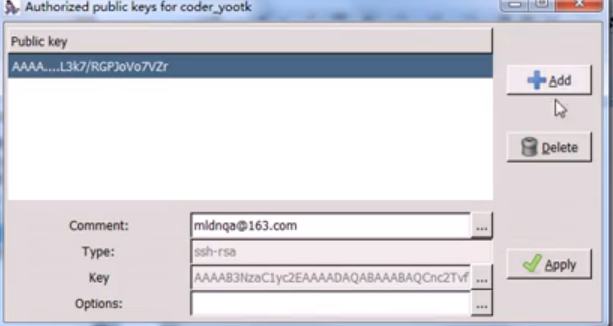 Authorized public keys for coder_yootk
Public key
AAAA....L3k7/RGPJoVo7VZr
Add
Delete
Comment:
mldnqa@163.com
...
Type:
ssh-rsa
Key
AAAAB3NzaC1yc2EAAAADAQABAAABAQCnc2Tvf
...
Apply
Options:
...